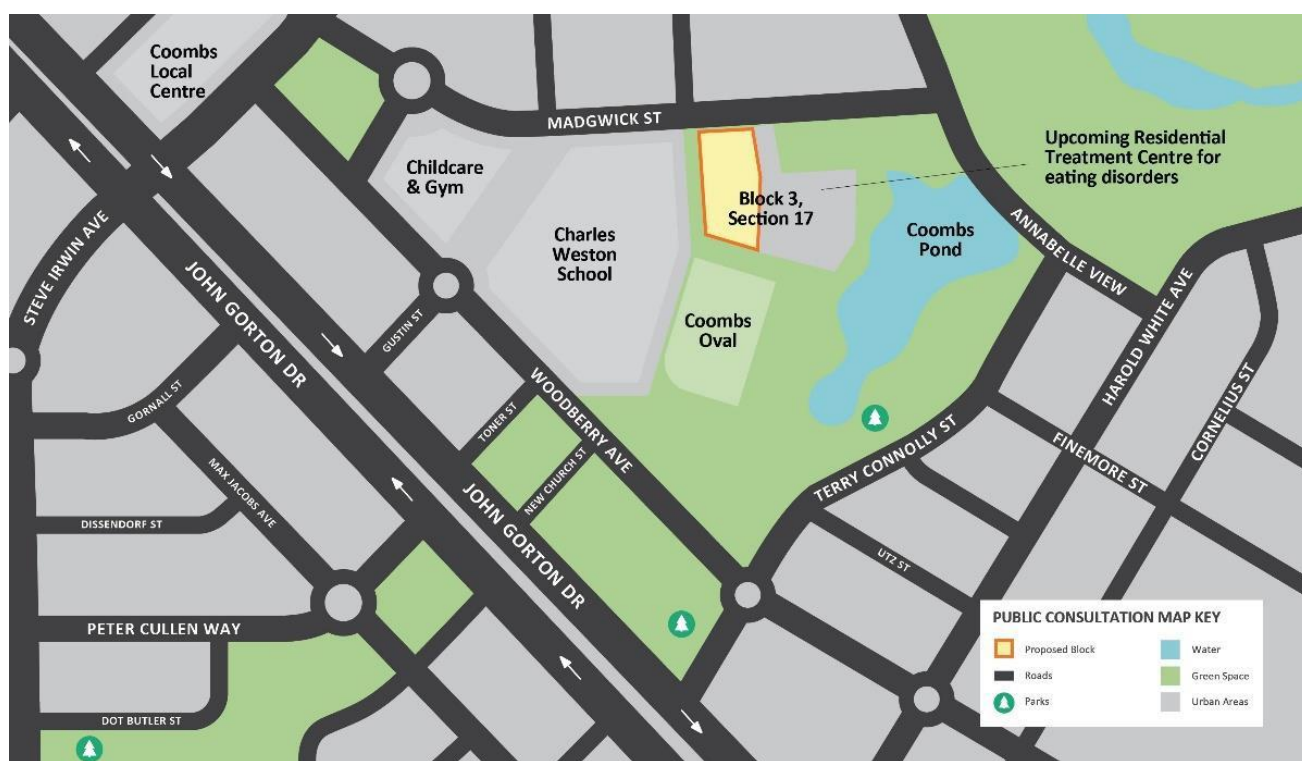 Coombs
Local
Centre
MADGWICK ST
Upcoming Residential
Treatment Centre for
eating disorders
Childcare
& Gym
Block 3,
Section 17
Charles
Weston
School
Coombs
Pond
ANNABELLE VIEW
STEVE IRWIN AVE
JOHN GORTON DR
HAROLD WHITE AVE
GUSTIN ST
Coombs
Oval
CORNELIUS ST
GORNALL ST
WOODBERRY AVE
TONER ST
NEW CHURCH ST
TERRY CONNOLLY ST
FINEMORE ST
MAX JACOBS AVE
DISSENDORF ST
JOHN GORTON DR
UTZ ST
PETER CULLEN WAY
DOT BUTLER ST
PUBLIC CONSULTATION MAP KEY
Proposed Block
Water
Roads
Green Space
Parks
Urban Areas